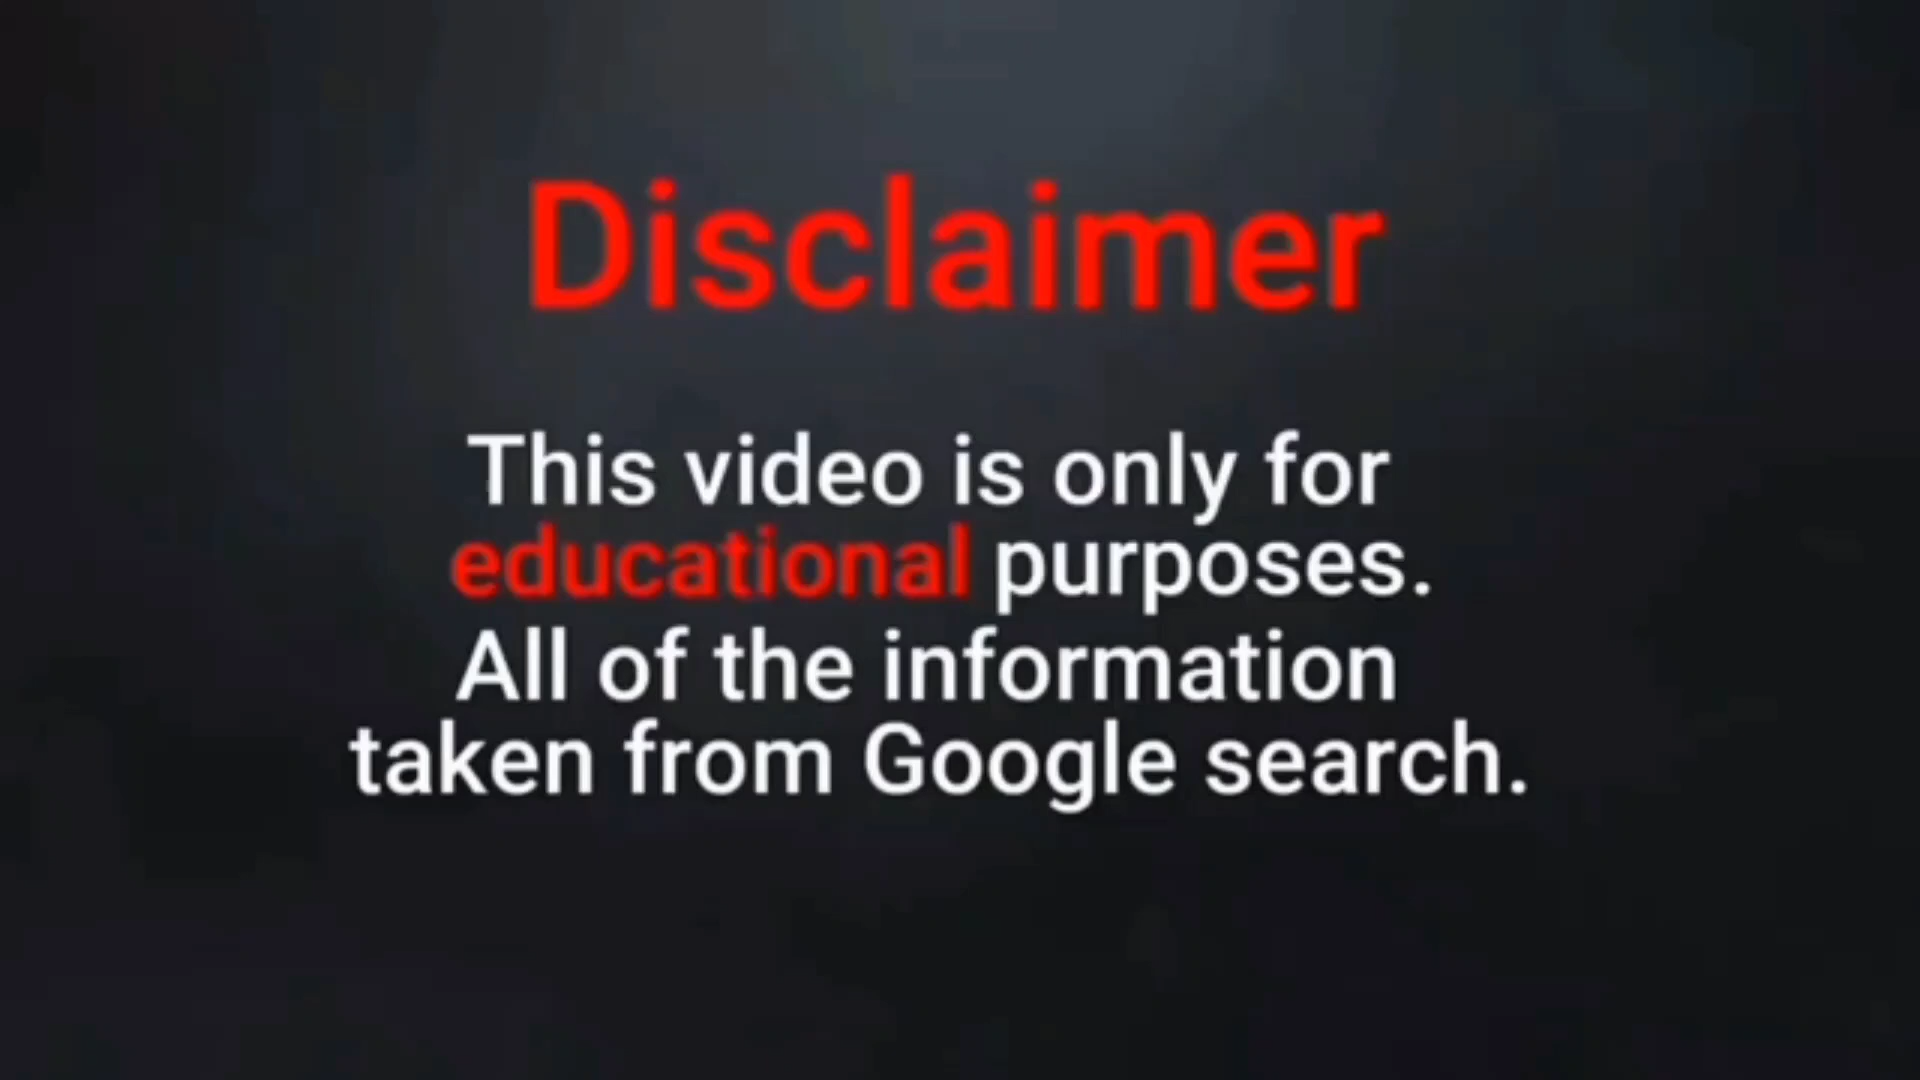 Disclaimer
This video is only for
educational purposes.
All of the information
taken from Google search.